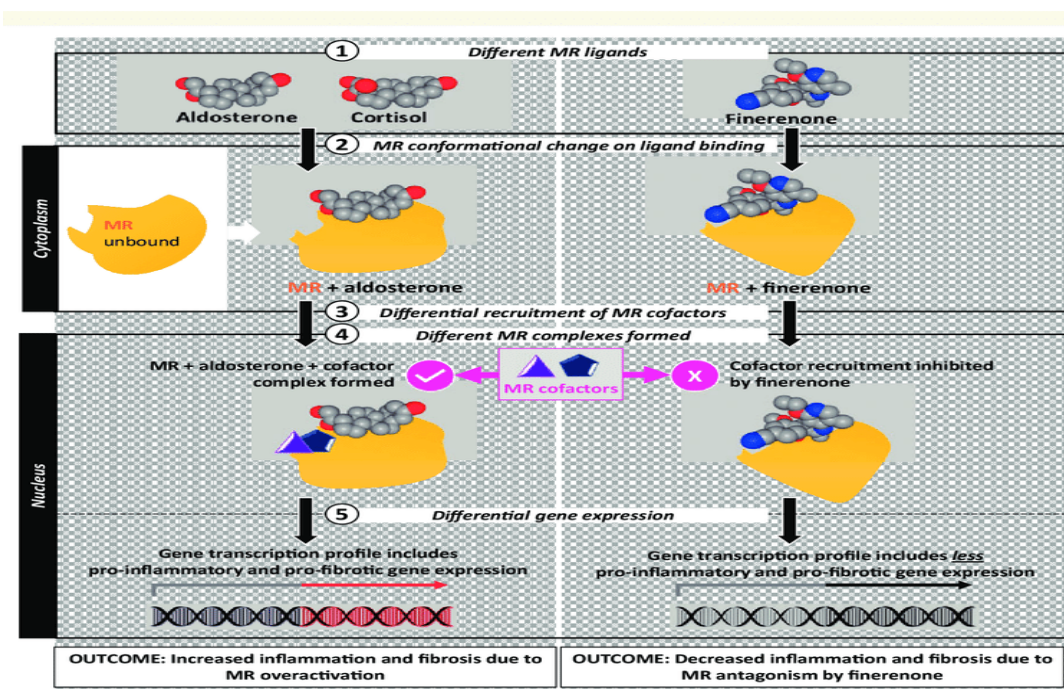 1 Different MR ligands
Aldosterone
Cortisol
Finerenone
2 MR conformational change on ligand binding
Cytoplasm
MR
unbound
MR + aldosterone
MR + finerenone
3 Differential recruitment of MR cofactors
4 Different MR complexes formed
Nucleus
MR + aldosterone + cofactor
complex formed
MR cofactors
x
Cofactor recruitment inhibited
by finerenone
5 Differential gene expression
Gene transcription profile includes
pro-inflammatory and pro-fibrotic gene expression
Gene transcription profile includes less
pro-inflammatory and pro-fibrotic gene expression
OUTCOME: Increased inflammation and fibrosis due to
MR overactivation
OUTCOME: Decreased inflammation and fibrosis due to
MR antagonism by finerenone